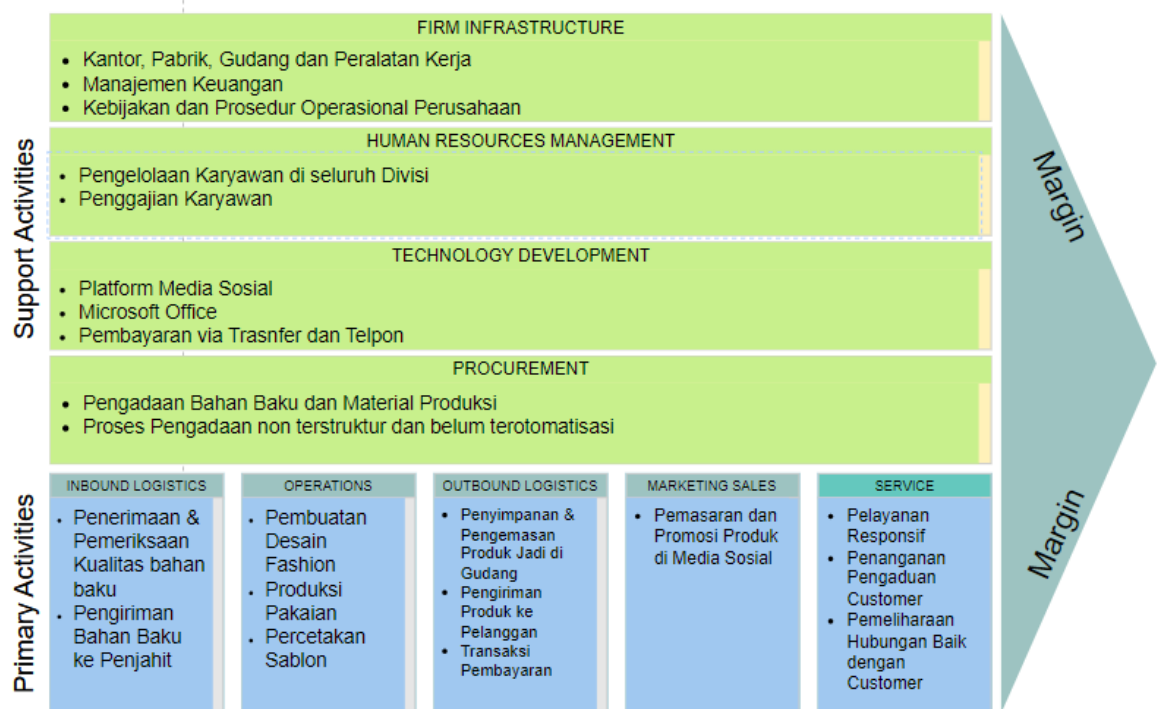 FIRM INFRASTRUCTURE
• Kantor, Pabrik, Gudang dan Peralatan Kerja
• Manajemen Keuangan
• Kebijakan dan Prosedur Operasional Perusahaan
HUMAN RESOURCES MANAGEMENT
• Pengelolaan Karyawan di seluruh Divisi
• Penggajian Karyawan
TECHNOLOGY DEVELOPMENT
• Platform Media Sosial
• Microsoft Office
• Pembayaran via Trasnfer dan Telpon
PROCUREMENT
• Pengadaan Bahan Baku dan Material Produksi
• Proses Pengadaan non terstruktur dan belum terotomatisasi
Support Activities
Primary Activities
INBOUND LOGISTICS
• Penerimaan &
Pemeriksaan
Kualitas bahan
baku
• Pengiriman
Bahan Baku
ke Penjahit
OPERATIONS
• Pembuatan
Desain
Fashion
• Produksi
Pakaian
• Percetakan
Sablon
OUTBOUND LOGISTICS
• Penyimpanan &
Pengemasan
Produk Jadi di
Gudang
• Pengiriman
Produk ke
Pelanggan
• Transaksi
Pembayaran
MARKETING SALES
• Pemasaran dan
Promosi Produk
di Media Sosial
SERVICE
• Pelayanan
Responsif
• Penanganan
Pengaduan
Customer
• Pemeliharaan
Hubungan Baik
dengan
Customer
Margin
Margin